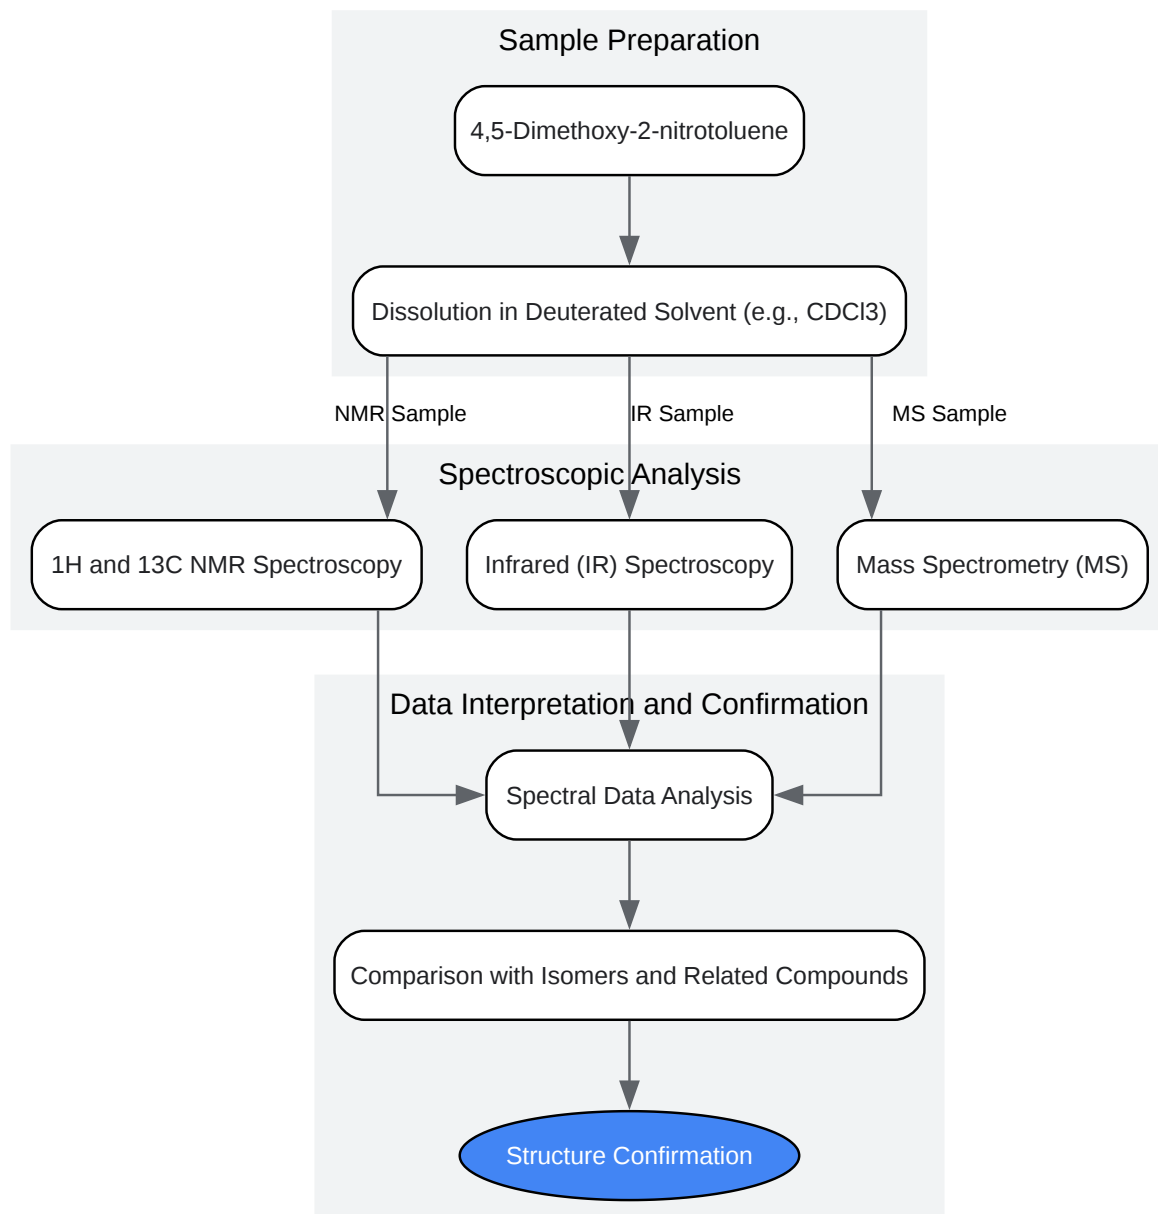 Sample Preparation
4,5-Dimethoxy-2-nitrotoluene
Dissolution in Deuterated Solvent (e.g., CDCl3)
NMR Sample
IR Sample
MS Sample
Spectroscopic Analysis
1H and 13C NMR Spectroscopy
Infrared (IR) Spectroscopy
Mass Spectrometry (MS)
Data Interpretation and Confirmation
Spectral Data Analysis
Comparison with Isomers and Related Compounds
Structure Confirmation